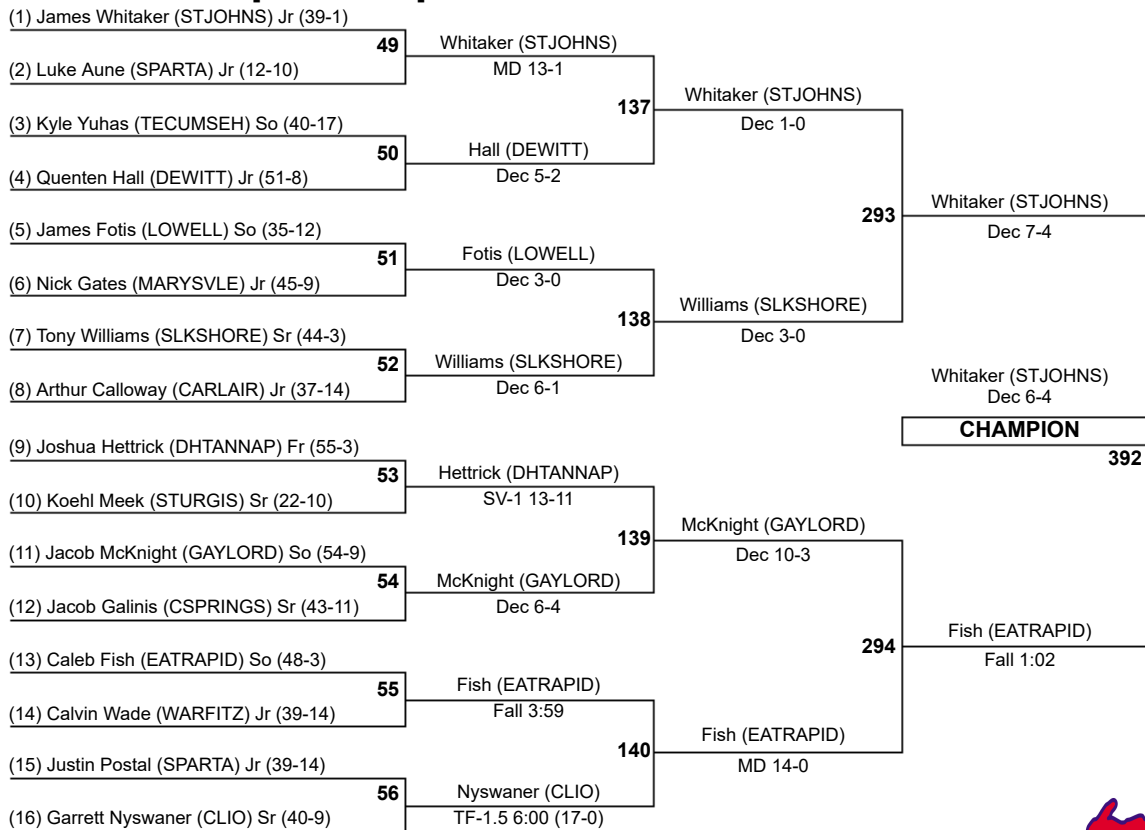 (1) James Whitaker (STJOHNS) Jr (39-1)
49
Whitaker (STJOHNS)
MD 13-1
(2) Luke Aune (SPARTA) Jr (12-10)
137
Whitaker (STJOHNS)
Dec 1-0
(3) Kyle Yuhas (TECUMSEH) So (40-17)
50
Hall (DEWITT)
Dec 5-2
(4) Quenten Hall (DEWITT) Jr (51-8)
293
Whitaker (STJOHNS)
Dec 7-4
(5) James Fotis (LOWELL) So (35-12)
51
Fotis (LOWELL)
Dec 3-0
(6) Nick Gates (MARYSVLE) Jr (45-9)
138
Williams (SLKSHORE)
Dec 3-0
(7) Tony Williams (SLKSHORE) Sr (44-3)
52
Williams (SLKSHORE)
Dec 6-1
(8) Arthur Calloway (CARLAIR) Jr (37-14)
Whitaker (STJOHNS)
Dec 6-4
CHAMPION
392
(9) Joshua Hettrick (DHTANNAP) Fr (55-3)
53
Hettrick (DHTANNAP)
SV-1 13-11
(10) Koehl Meek (STURGIS) Sr (22-10)
139
McKnight (GAYLORD)
Dec 10-3
(11) Jacob McKnight (GAYLORD) So (54-9)
54
McKnight (GAYLORD)
Dec 6-4
(12) Jacob Galinis (CSPRINGS) Sr (43-11)
294
Fish (EATRAPID)
Fall 1:02
(13) Caleb Fish (EATRAPID) So (48-3)
55
Fish (EATRAPID)
Fall 3:59
(14) Calvin Wade (WARFITZ) Jr (39-14)
140
Fish (EATRAPID)
MD 14-0
(15) Justin Postal (SPARTA) Jr (39-14)
56
Nyswaner (CLIO)
TF-1.5 6:00 (17-0)
(16) Garrett Nyswaner (CLIO) Sr (40-9)